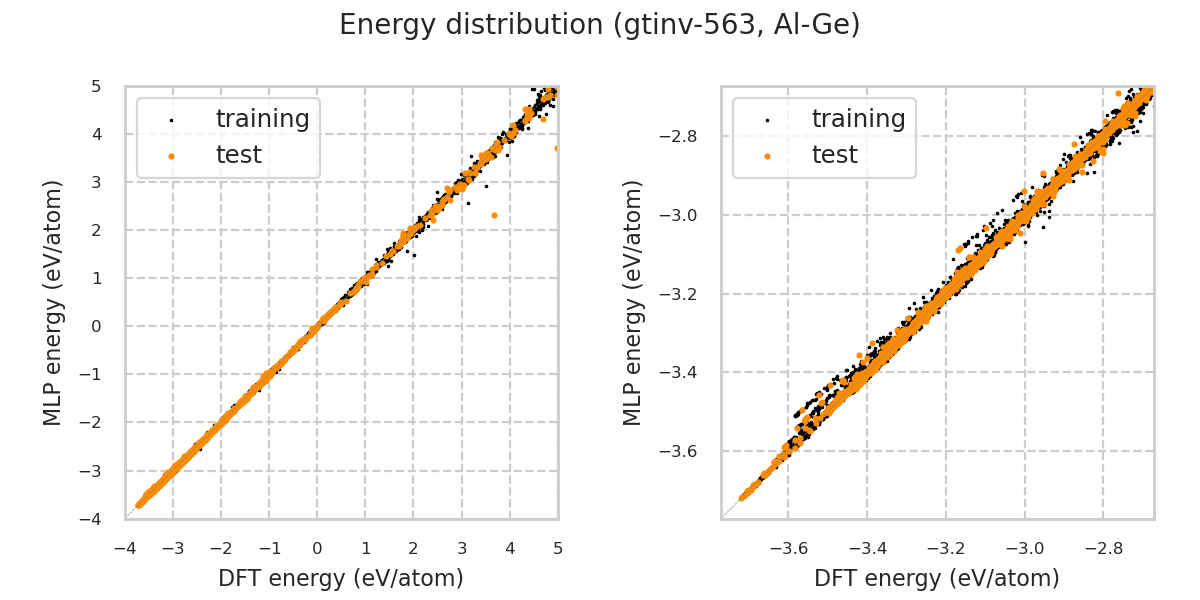 Energy distribution (gtinv-563, Al-Ge)
training
test
5
4
3
2
1
0
−1
−2
−3
−4
−4 −3 −2 −1 0 1 2 3 4 5
MLP energy (eV/atom)
DFT energy (eV/atom)
training
test
−2.8
−3.0
−3.2
−3.4
−3.6
−3.6 −3.4 −3.2 −3.0 −2.8
MLP energy (eV/atom)
DFT energy (eV/atom)